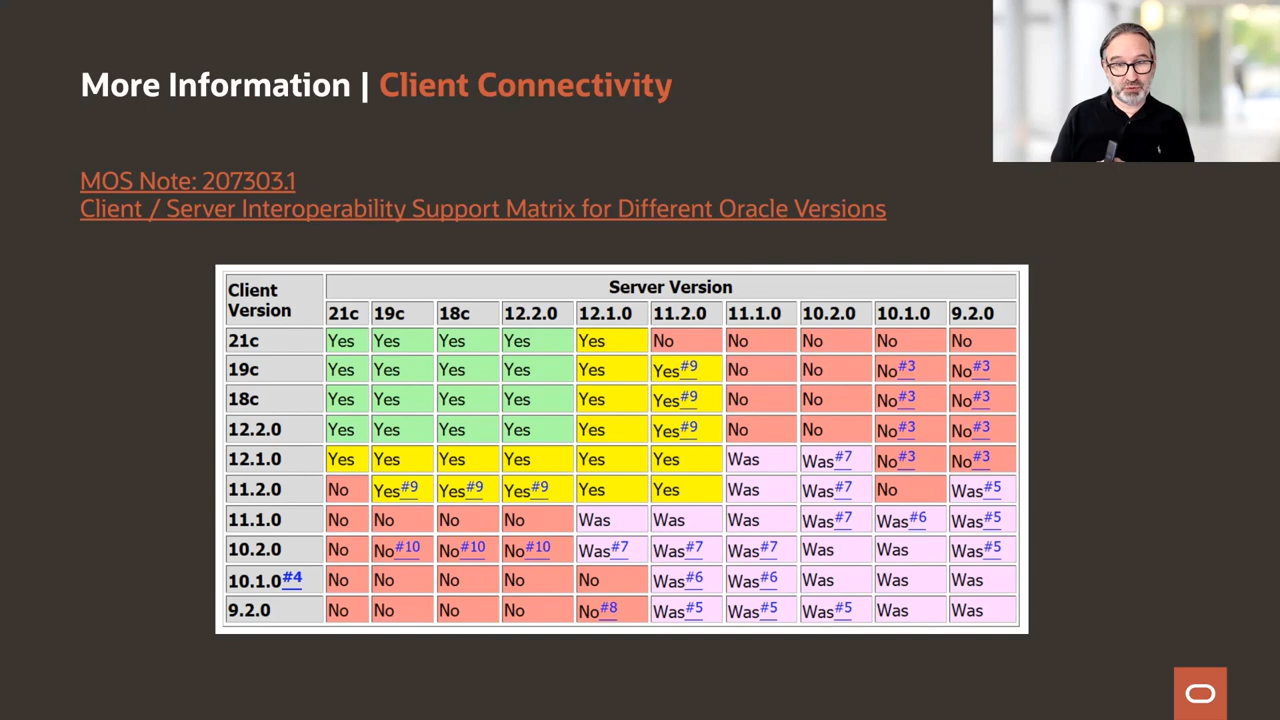 More Information | Client Connectivity
MOS Note: 207303.1
Client / Server Interoperability Support Matrix for Different Oracle Versions
Client Version Server Version
21c 19c 18c 12.2.0 12.1.0 11.2.0 11.1.0 10.2.0 10.1.0 9.2.0
21c Yes Yes Yes Yes Yes No No No No No
19c Yes Yes Yes Yes Yes Yes#9 No No No#3 No#3
18c Yes Yes Yes Yes Yes Yes#9 No No No#3 No#3
12.2.0 Yes Yes Yes Yes Yes Yes#9 No No No#3 No#3
12.1.0 Yes Yes Yes Yes Yes Yes Was Was#7 No#3 No#3
11.2.0 No Yes#9 Yes#9 Yes#9 Yes Yes Was Was#7 No Was#5
11.1.0 No No No No Was Was Was Was#7 Was#6 Was#5
10.2.0 No No#10 No#10 No#10 Was#7 Was#7 Was#7 Was Was Was#5
10.1.0#4 No No No No No Was#6 Was#6 Was Was Was
9.2.0 No No No No No#8 Was#5 Was#5 Was#5 Was Was